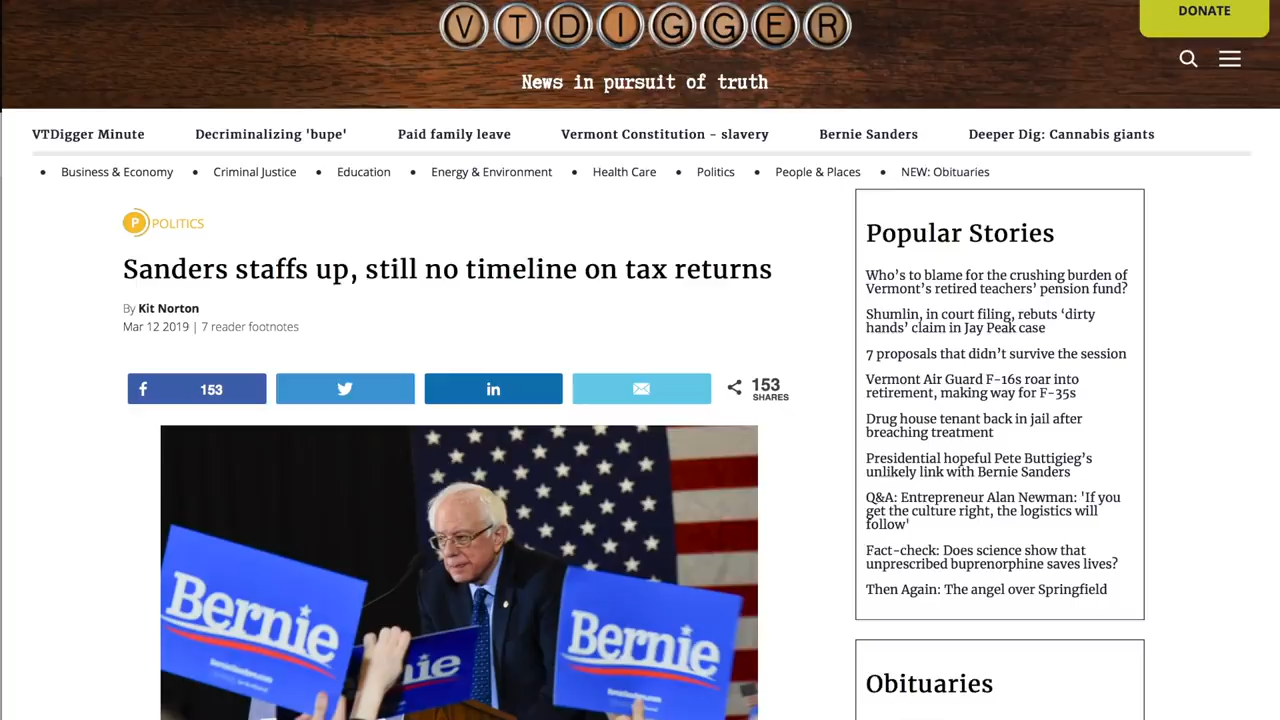 VTDIGGER
DONATE
News in pursuit of truth
VTDigger Minute
Decriminalizing 'bupe'
Paid family leave
Vermont Constitution – slavery
Bernie Sanders
Deeper Dig: Cannabis giants
Business & Economy
Criminal Justice
Education
Energy & Environment
Health Care
Politics
People & Places
NEW: Obituaries
P POLITICS
Sanders staffs up, still no timeline on tax returns
By Kit Norton
Mar 12 2019 | 7 reader footnotes
153
153
SHARES
Bernie
nie
Bernie
Popular Stories
Who's to blame for the crushing burden of
Vermont's retired teachers' pension fund?
Shumlin, in court filing, rebuts ‘dirty
hands’ claim in Jay Peak case
7 proposals that didn’t survive the session
Vermont Air Guard F-16s roar into
retirement, making way for F-35s
Drug house tenant back in jail after
breaching treatment
Presidential hopeful Pete Buttigieg’s
unlikely link with Bernie Sanders
Q&A: Entrepreneur Alan Newman: 'If you
get the culture right, the logistics will
follow'
Fact-check: Does science show that
unprescribed buprenorphine saves lives?
Then Again: The angel over Springfield
Obituaries